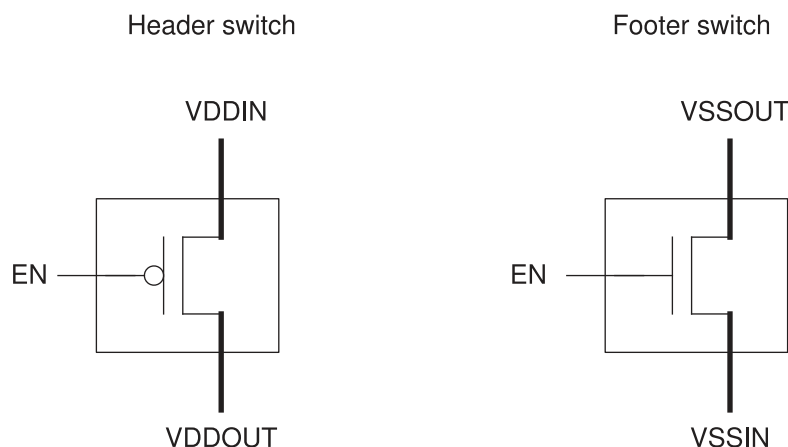 Header switch
Footer switch
VDDIN
VSSOUT
EN
EN
VDDOUT
VSSIN